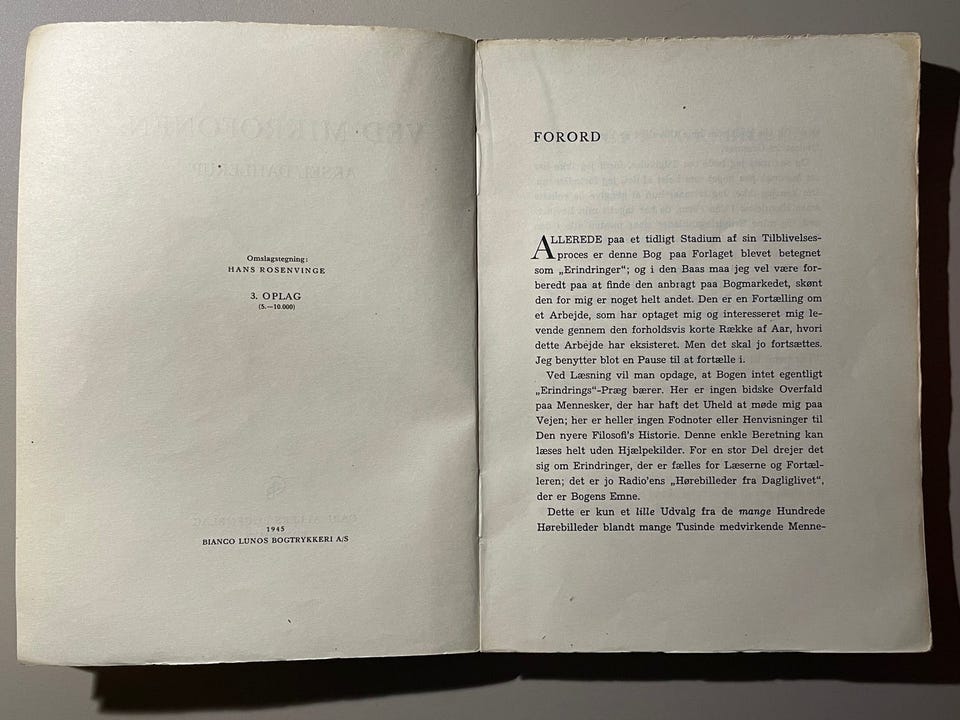 Omslagstegning:
HANS ROSENVINGE
3. OPLAG
(5.—10.000)
1945
BIANCO LUNOS BOGTRYKKERI A/S
FORORD
ALLEREDE paa et tidligt Stadium af sin Tilblivelses-
proces er denne Bog paa Forlaget blevet betegnet
som „Erindringer“; og i den Baas maa jeg vel være for-
beredt paa at finde den anbragt paa Bogmarkedet, skønt
den for mig er noget helt andet. Den er en Fortælling om
et Arbejde, som har optaget mig og interesseret mig le-
vende gennem den forholdsvis korte Række af Aar, hvori
dette Arbejde har eksisteret. Men det skal jo fortsættes.
Jeg benytter blot en Pause til at fortælle i.
Ved Læsning vil man opdage, at Bogen intet egentligt
„Erindrings“-Præg bærer. Her er ingen bidske Overfald
paa Mennesker, der har haft det Uheld at møde mig paa
Vejen; her er heller ingen Fodnoter eller Henvisninger til
Den nyere Filosofi's Historie. Denne enkle Beretning kan
læses helt uden Hjælpekilder. For en stor Del drejer det
sig om Erindringer, der er fælles for Læserne og Fortæl-
leren; det er jo Radio'ens „Hørebilleder fra Dagliglivet“,
der er Bogens Emne.
Dette er kun et lille Udvalg fra de mange Hundrede
Hørebilleder blandt mange Tusinde medvirkende Menne-